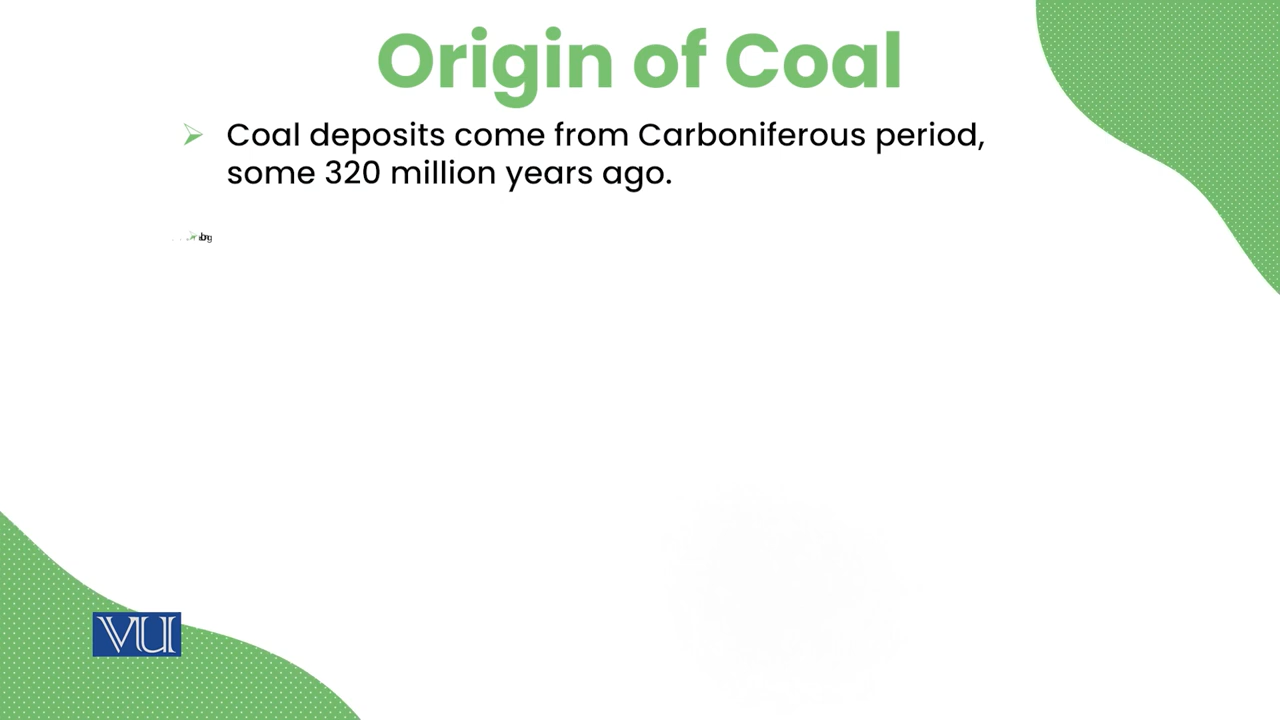 Origin of Coal
Coal deposits come from Carboniferous period,
some 320 million years ago.
VU